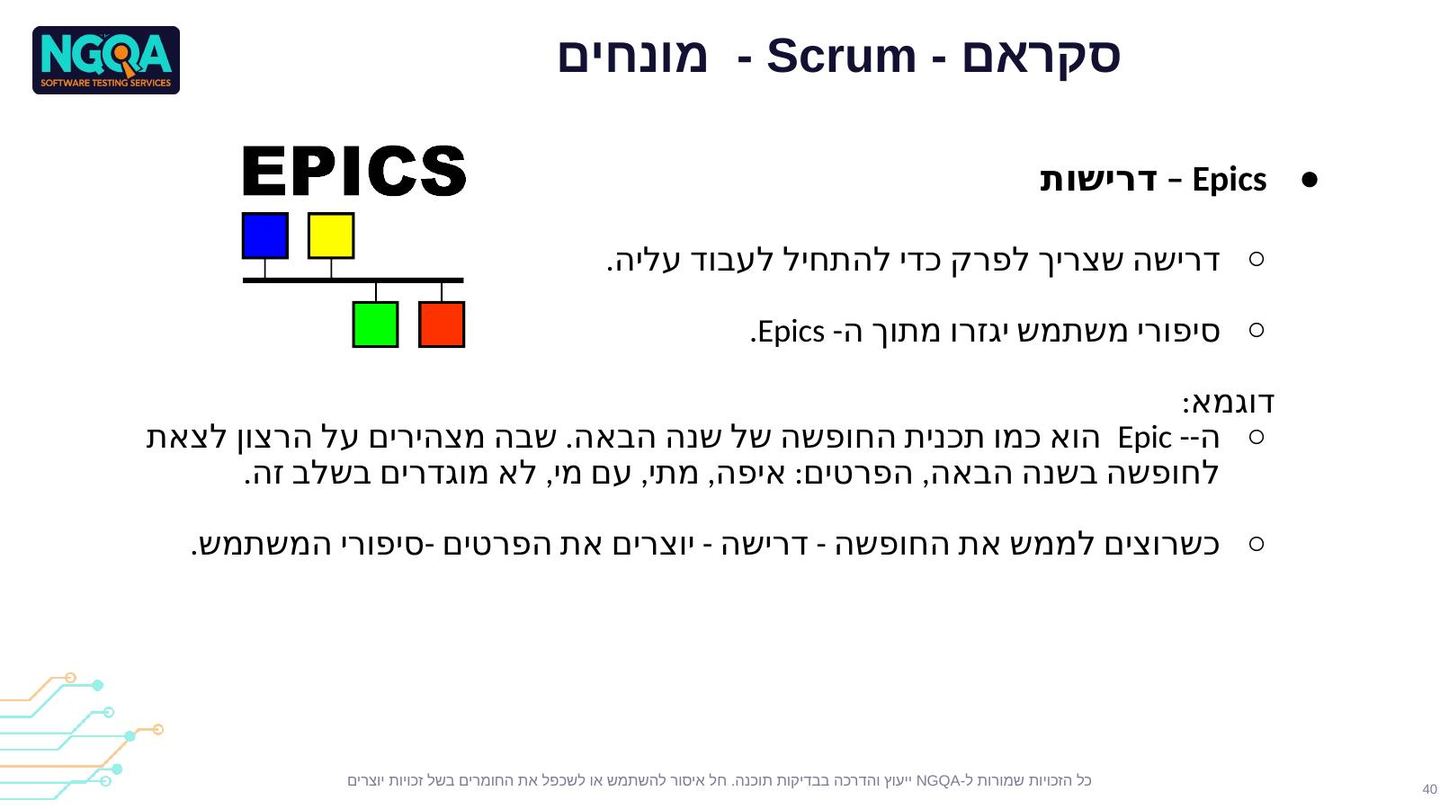 NGQA
SOFTWARE TESTING SERVICES
סקראם - Scrum - מונחים
EPICS
● Epics – דרישות
○ דרישה שצריך לפרק כדי להתחיל לעבוד עליה.
○ סיפורי משתמש יגזרו מתוך ה- Epics.
דוגמא:
○ ה-- Epic הוא כמו תכנית החופשה של שנה הבאה. שבה מצהירים על הרצון לצאת
לחופשה בשנה הבאה, הפרטים: איפה, מתי, עם מי, לא מוגדרים בשלב זה.
○ כשרוצים לממש את החופשה - דרישה - יוצרים את הפרטים -סיפורי המשתמש.
כל הזכויות שמורות ל-NGQA ייעוץ והדרכה בבדיקות תוכנה. חל איסור להשתמש או לשכפל את החומרים בשל זכויות יוצרים
40